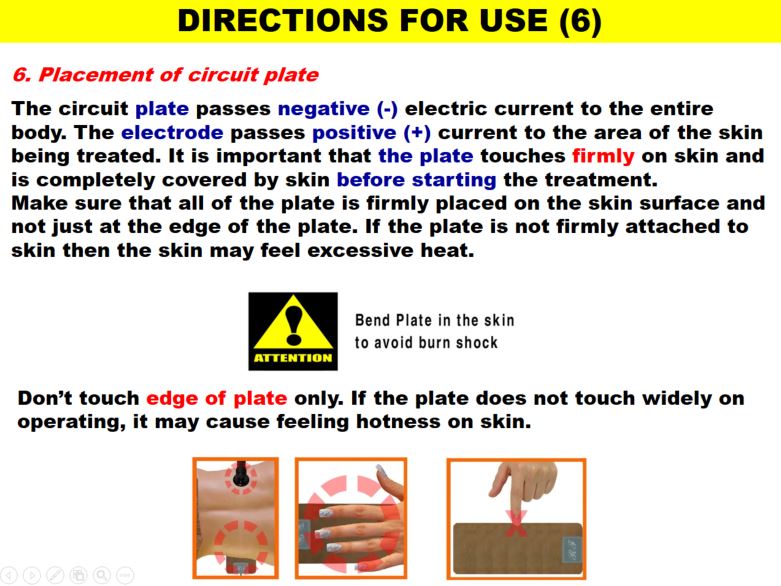 DIRECTIONS FOR USE (6)
6. Placement of circuit plate
The circuit plate passes negative (-) electric current to the entire
body. The electrode passes positive (+) current to the area of the skin
being treated. It is important that the plate touches firmly on skin and
is completely covered by skin before starting the treatment.
Make sure that all of the plate is firmly placed on the skin surface and
not just at the edge of the plate. If the plate is not firmly attached to
skin then the skin may feel excessive heat.
ATTENTION
Bend Plate in the skin
to avoid burn shock
Don’t touch edge of plate only. If the plate does not touch widely on
operating, it may cause feeling hotness on skin.